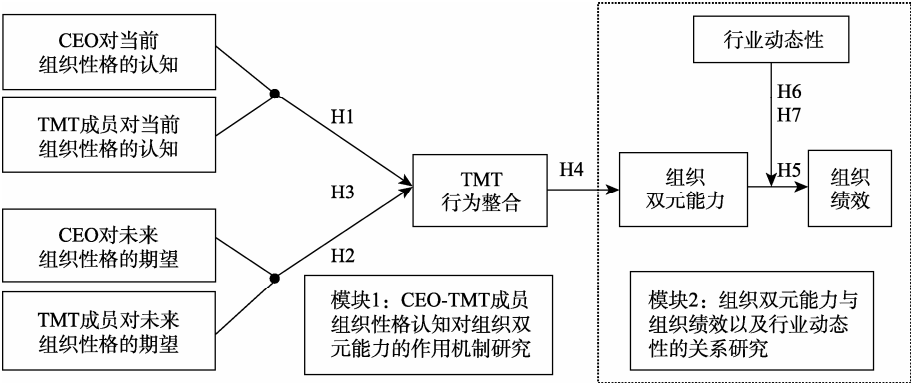 CEO对当前
组织性格的认知
TMT成员对当前
组织性格的认知
CEO对未来
组织性格的期望
TMT成员对未来
组织性格的期望
H1
H3
H2
TMT
行为整合
H4
模块1：CEO-TMT成员
组织性格认知对组织双
元能力的作用机制研究
行业动态性
H6
H7
组织
双元能力
H5
组织
绩效
模块2：组织双元能力与
组织绩效以及行业动态
性的关系研究